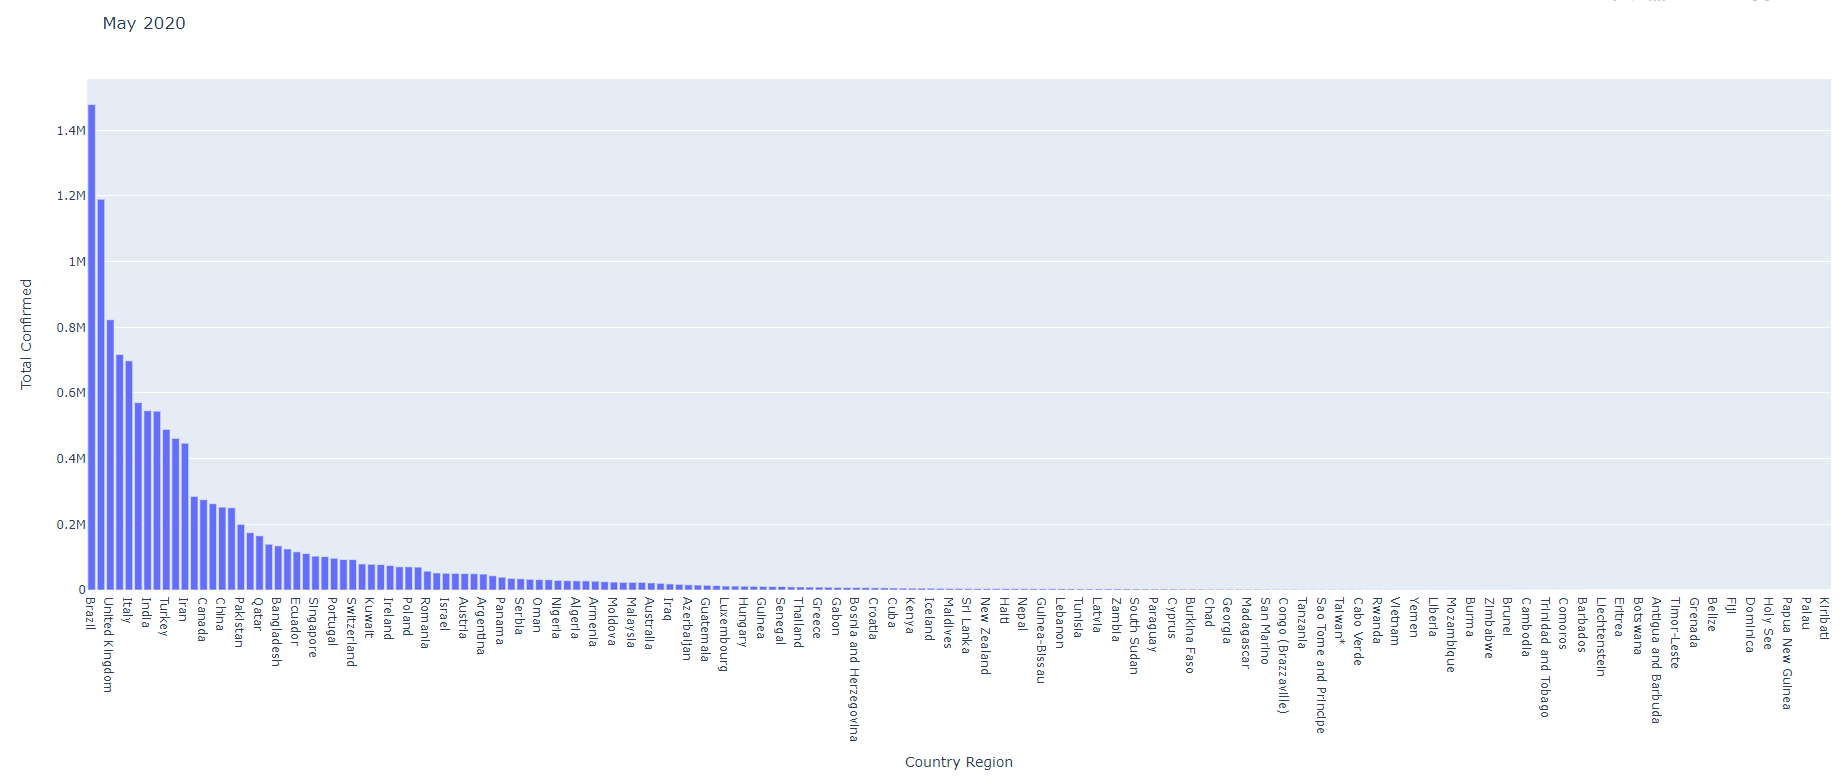 May 2020
1.4M
1.2M
1M
0.8M
0.6M
0.4M
0.2M
0
Total Confirmed
Brazil
United Kingdom
Italy
India
Turkey
Iran
Canada
China
Pakistan
Qatar
Bangladesh
Ecuador
Singapore
Portugal
Switzerland
Kuwait
Ireland
Poland
Romania
Israel
Austria
Argentina
Panama
Serbia
Oman
Nigeria
Algeria
Armenia
Moldova
Malaysia
Australia
Iraq
Azerbaijan
Guatemala
Luxembourg
Hungary
Guinea
Senegal
Thailand
Greece
Gabon
Bosnia and Herzegovina
Croatia
Cuba
Kenya
Iceland
Maldives
Sri Lanka
New Zealand
Haiti
Nepal
Guinea-Bissau
Lebanon
Tunisia
Latvia
Zambia
South Sudan
Paraguay
Cyprus
Burkina Faso
Chad
Georgia
Madagascar
San Marino
Congo (Brazzaville)
Tanzania
Sao Tome and Principe
Taiwan*
Cabo Verde
Rwanda
Vietnam
Yemen
Liberia
Mozambique
Burma
Zimbabwe
Brunei
Cambodia
Trinidad and Tobago
Comoros
Barbados
Liechtenstein
Eritrea
Botswana
Antigua and Barbuda
Timor-Leste
Grenada
Belize
Fiji
Dominica
Holy See
Papua New Guinea
Palau
Kiribati
Country Region